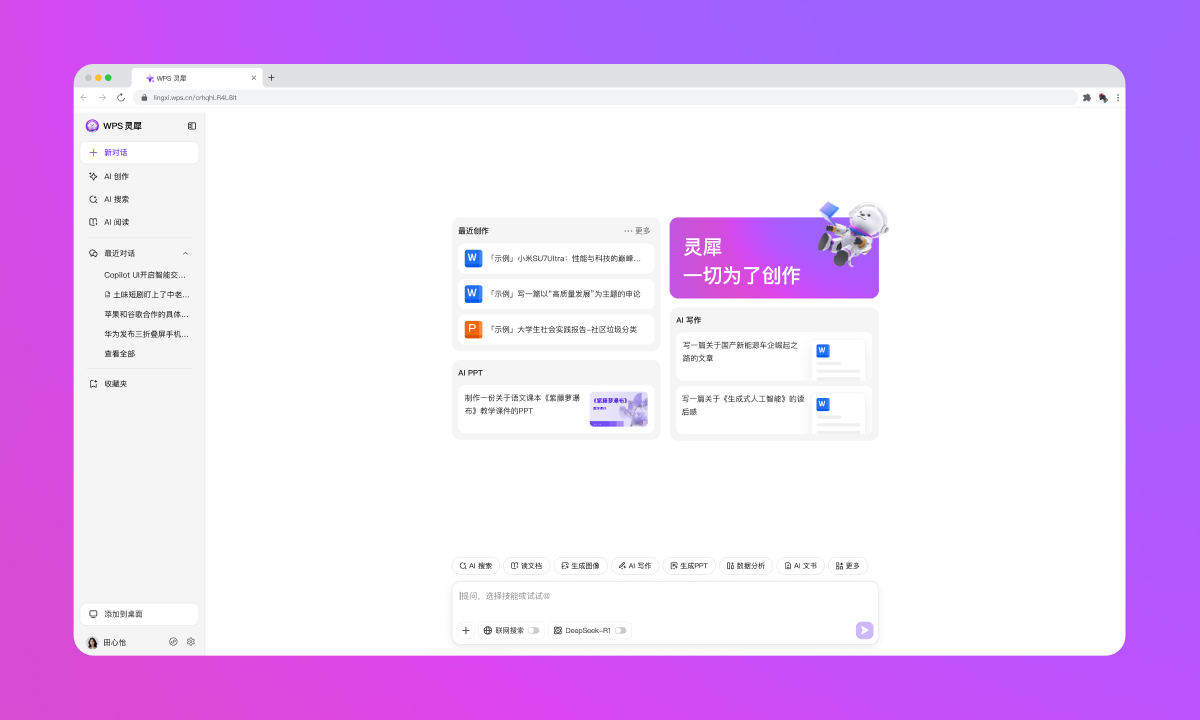 WPS 灵犀
lingxi.wps.cn/crhqhLR4LBIt
WPS 灵犀
新对话
AI 创作
AI 搜索
AI 阅读
最近对话
Copilot UI开启智能交...
土味短剧盯上了中老...
苹果和谷歌合作的具体...
华为发布三折叠屏手机...
查看全部
收藏夹
添加到桌面
田心怡
最近创作
··· 更多
W
「示例」小米SU7Ultra：性能与科技的巅峰...
W
「示例」写一篇以“高质量发展”为主题的申论
P
「示例」大学生社会实践报告-社区垃圾分类
AI PPT
制作一份关于语文课本《紫藤萝瀑
布》教学课件的PPT
《紫藤萝瀑布》
灵犀
一切为了创作
AI 写作
写一篇关于国产新能源车企崛起之
路的文章
W
写一篇关于《生成式人工智能》的读
后感
W
AI 搜索
读文档
生成图像
AI 写作
生成PPT
数据分析
AI 文书
更多
提问，选择技能或试试@
联网搜索
DeepSeek-R1